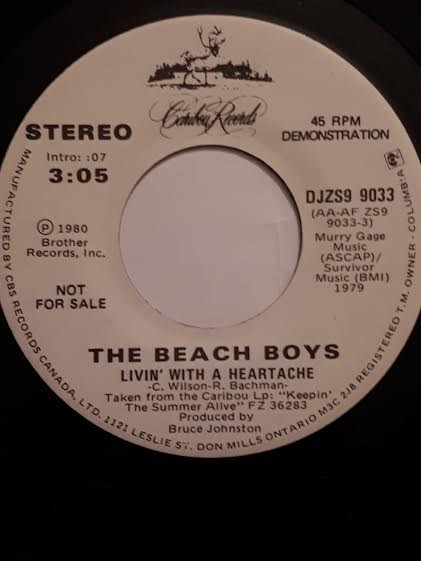 Caribou Records
STEREO
Intro: :07
3:05
45 RPM
DEMONSTRATION
Ⓟ 1980
Brother
Records, Inc.
NOT
FOR SALE
DJZS9 9033
(AA-AF ZS9
9033-3)
Murry Gage
Music
(ASCAP)/
Survivor
Music (BMI)
1979
THE BEACH BOYS
LIVIN' WITH A HEARTACHE
-C. Wilson-R. Bachman-
Taken from the Caribou Lp: "Keepin'
The Summer Alive" FZ 36283
Produced by
Bruce Johnston
MANUFACTURED BY CBS RECORDS CANADA, LTD. 1121 LESLIE ST. DON MILLS ONTARIO M3C 2J8 REGISTERED T.M. OWNER - COLUMBIA